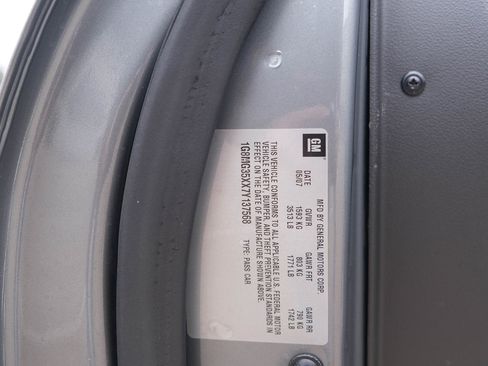 GM
MFD BY GENERAL MOTORS CORP.
DATE GVWR GAWR FRT GAWR RR
05/07 1593 KG 803 KG 790 KG
3513 LB 1771 LB 1742 LB
THIS VEHICLE CONFORMS TO ALL APPLICABLE U.S. FEDERAL MOTOR
VEHICLE SAFETY, BUMPER, AND THEFT PREVENTION STANDARDS IN
EFFECT ON THE DATE OF MANUFACTURE SHOWN ABOVE.
1G8MG35XX7Y137568 TYPE: PASS CAR